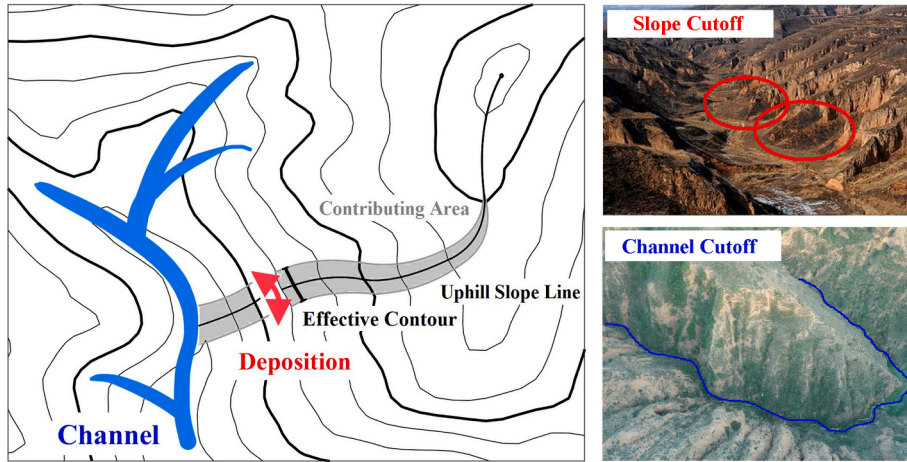 Contributing Area
Uphill Slope Line
Effective Contour
Deposition
Channel
Slope Cutoff
Channel Cutoff